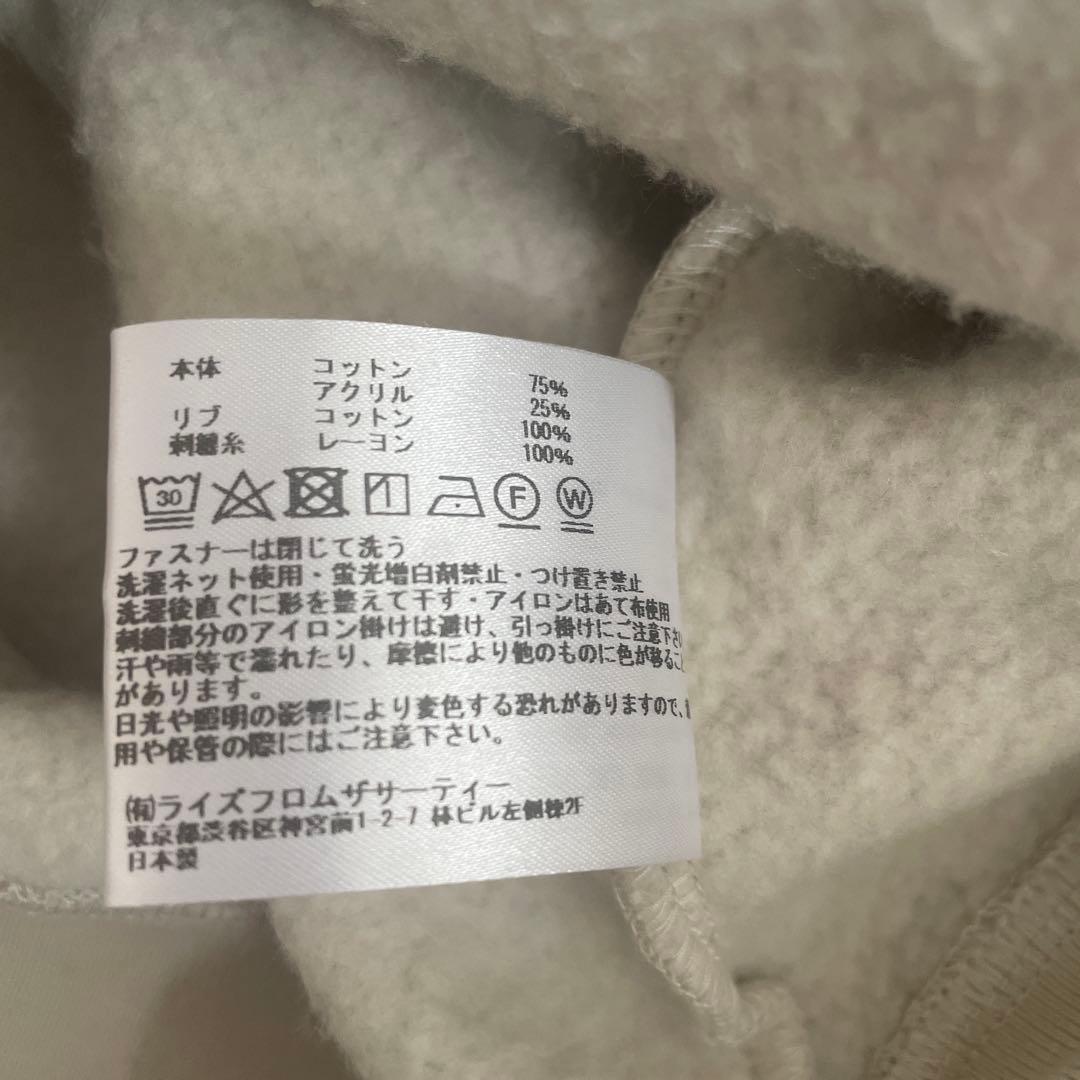 本体 コットン 75%
アクリル 25%
リブ コットン 100%
刺繍糸 レーヨン 100%
30 F W
ファスナーは閉じて洗う
洗濯ネット使用・蛍光増白剤禁止・つけ置き禁止
洗濯後直ぐに形を整えて干す・アイロンはあて布使用
刺繍部分のアイロン掛けは避け、引っ掛けにご注意下さい
汗や雨等で濡れたり、摩擦により他のものに色が移るこ
があります。
日光や照明の影響により変色する恐れがありますので、
用や保管の際にはご注意下さい。
㈲ライズフロムザサーティー
東京都渋谷区神宮前1-2-7 林ビル左側棟2F
日本製